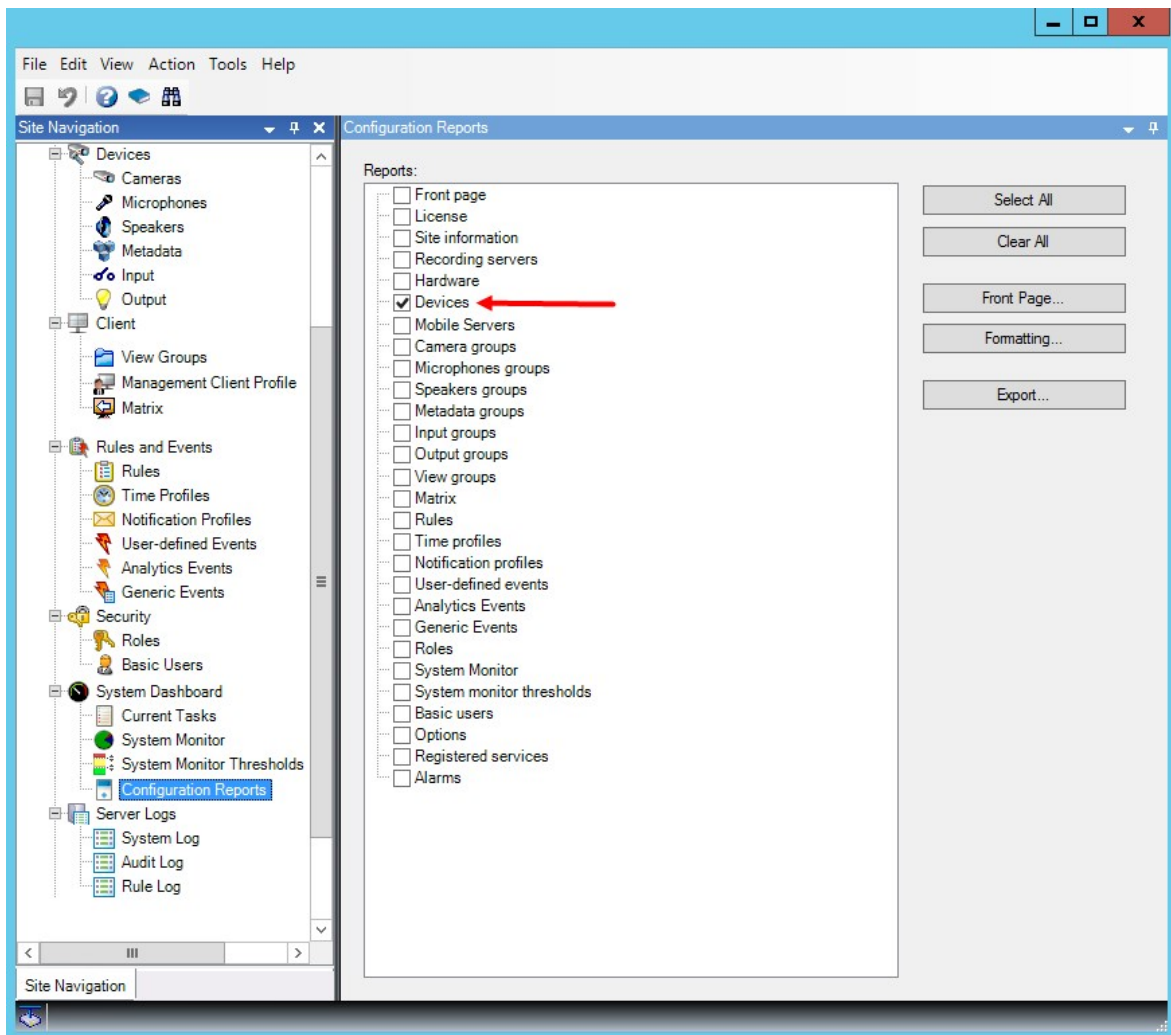 File Edit View Action Tools Help
Site Navigation
Devices
Cameras
Microphones
Speakers
Metadata
Input
Output
Client
View Groups
Management Client Profile
Matrix
Rules and Events
Rules
Time Profiles
Notification Profiles
User-defined Events
Analytics Events
Generic Events
Security
Roles
Basic Users
System Dashboard
Current Tasks
System Monitor
System Monitor Thresholds
Configuration Reports
Server Logs
System Log
Audit Log
Rule Log
Site Navigation
Configuration Reports
Reports:
Front page
License
Site information
Recording servers
Hardware
Devices
Mobile Servers
Camera groups
Microphones groups
Speakers groups
Metadata groups
Input groups
Output groups
View groups
Matrix
Rules
Time profiles
Notification profiles
User-defined events
Analytics Events
Generic Events
Roles
System Monitor
System monitor thresholds
Basic users
Options
Registered services
Alarms
Select All
Clear All
Front Page...
Formatting...
Export...